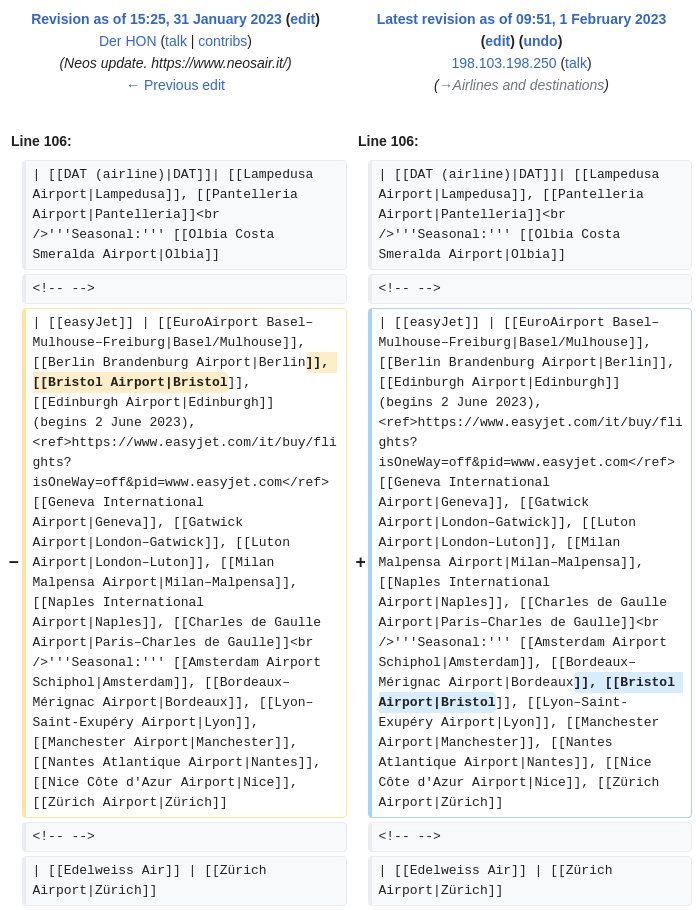 Revision as of 15:25, 31 January 2023 (edit)
Der HON (talk | contribs)
(Neos update. https://www.neosair.it/)
← Previous edit
Latest revision as of 09:51, 1 February 2023
(edit) (undo)
198.103.198.250 (talk)
(→Airlines and destinations)
Line 106:
| [[DAT (airline)|DAT]]| [[Lampedusa
Airport|Lampedusa]], [[Pantelleria
Airport|Pantelleria]]<br
/>'''Seasonal:''' [[Olbia Costa
Smeralda Airport|Olbia]]
<!-- -->
−
| [[easyJet]] | [[EuroAirport Basel–
Mulhouse–Freiburg|Basel/Mulhouse]],
[[Berlin Brandenburg Airport|Berlin]],
[[Bristol Airport|Bristol]],
[[Edinburgh Airport|Edinburgh]]
(begins 2 June 2023),
<ref>https://www.easyjet.com/it/buy/fli
ghts?
isOneWay=off&pid=www.easyjet.com</ref>
[[Geneva International
Airport|Geneva]], [[Gatwick
Airport|London–Gatwick]], [[Luton
Airport|London–Luton]], [[Milan
Malpensa Airport|Milan–Malpensa]],
[[Naples International
Airport|Naples]], [[Charles de Gaulle
Airport|Paris–Charles de Gaulle]]<br
/>'''Seasonal:''' [[Amsterdam Airport
Schiphol|Amsterdam]], [[Bordeaux–
Mérignac Airport|Bordeaux]], [[Lyon–
Saint-Exupéry Airport|Lyon]],
[[Manchester Airport|Manchester]],
[[Nantes Atlantique Airport|Nantes]],
[[Nice Côte d'Azur Airport|Nice]],
[[Zürich Airport|Zürich]]
<!-- -->
| [[Edelweiss Air]] | [[Zürich
Airport|Zürich]]
Line 106:
| [[DAT (airline)|DAT]]| [[Lampedusa
Airport|Lampedusa]], [[Pantelleria
Airport|Pantelleria]]<br
/>'''Seasonal:''' [[Olbia Costa
Smeralda Airport|Olbia]]
<!-- -->
+
| [[easyJet]] | [[EuroAirport Basel–
Mulhouse–Freiburg|Basel/Mulhouse]],
[[Berlin Brandenburg Airport|Berlin]],
[[Edinburgh Airport|Edinburgh]]
(begins 2 June 2023),
<ref>https://www.easyjet.com/it/buy/fli
ghts?
isOneWay=off&pid=www.easyjet.com</ref>
[[Geneva International
Airport|Geneva]], [[Gatwick
Airport|London–Gatwick]], [[Luton
Airport|London–Luton]], [[Milan
Malpensa Airport|Milan–Malpensa]],
[[Naples International
Airport|Naples]], [[Charles de Gaulle
Airport|Paris–Charles de Gaulle]]<br
/>'''Seasonal:''' [[Amsterdam Airport
Schiphol|Amsterdam]], [[Bordeaux–
Mérignac Airport|Bordeaux]], [[Bristol
Airport|Bristol]], [[Lyon–Saint-
Exupéry Airport|Lyon]], [[Manchester
Airport|Manchester]], [[Nantes
Atlantique Airport|Nantes]], [[Nice
Côte d'Azur Airport|Nice]], [[Zürich
Airport|Zürich]]
<!-- -->
| [[Edelweiss Air]] | [[Zürich
Airport|Zürich]]